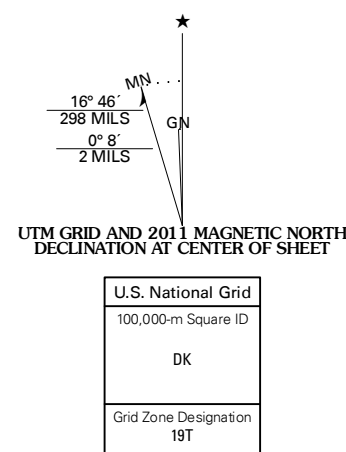 MN
16° 46´
298 MILS
GN
0° 8´
2 MILS
UTM GRID AND 2011 MAGNETIC NORTH
DECLINATION AT CENTER OF SHEET
U.S. National Grid
100,000-m Square ID
DK
Grid Zone Designation
19T